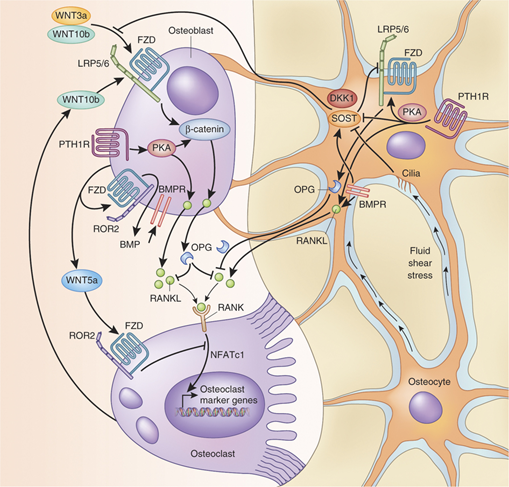 WNT3a
WNT10b
FZD
Osteoblast
LRP5/6
WNT10b
β-catenin
PTH1R
PKA
FZD
BMPR
ROR2
BMP
OPG
WNT5a
RANKL
RANK
ROR2
FZD
NFATc1
Osteoclast
marker genes
Osteoclast
LRP5/6
FZD
DKK1
PTH1R
SOST
PKA
Cilia
OPG
BMPR
RANKL
Fluid
shear
stress
Osteocyte